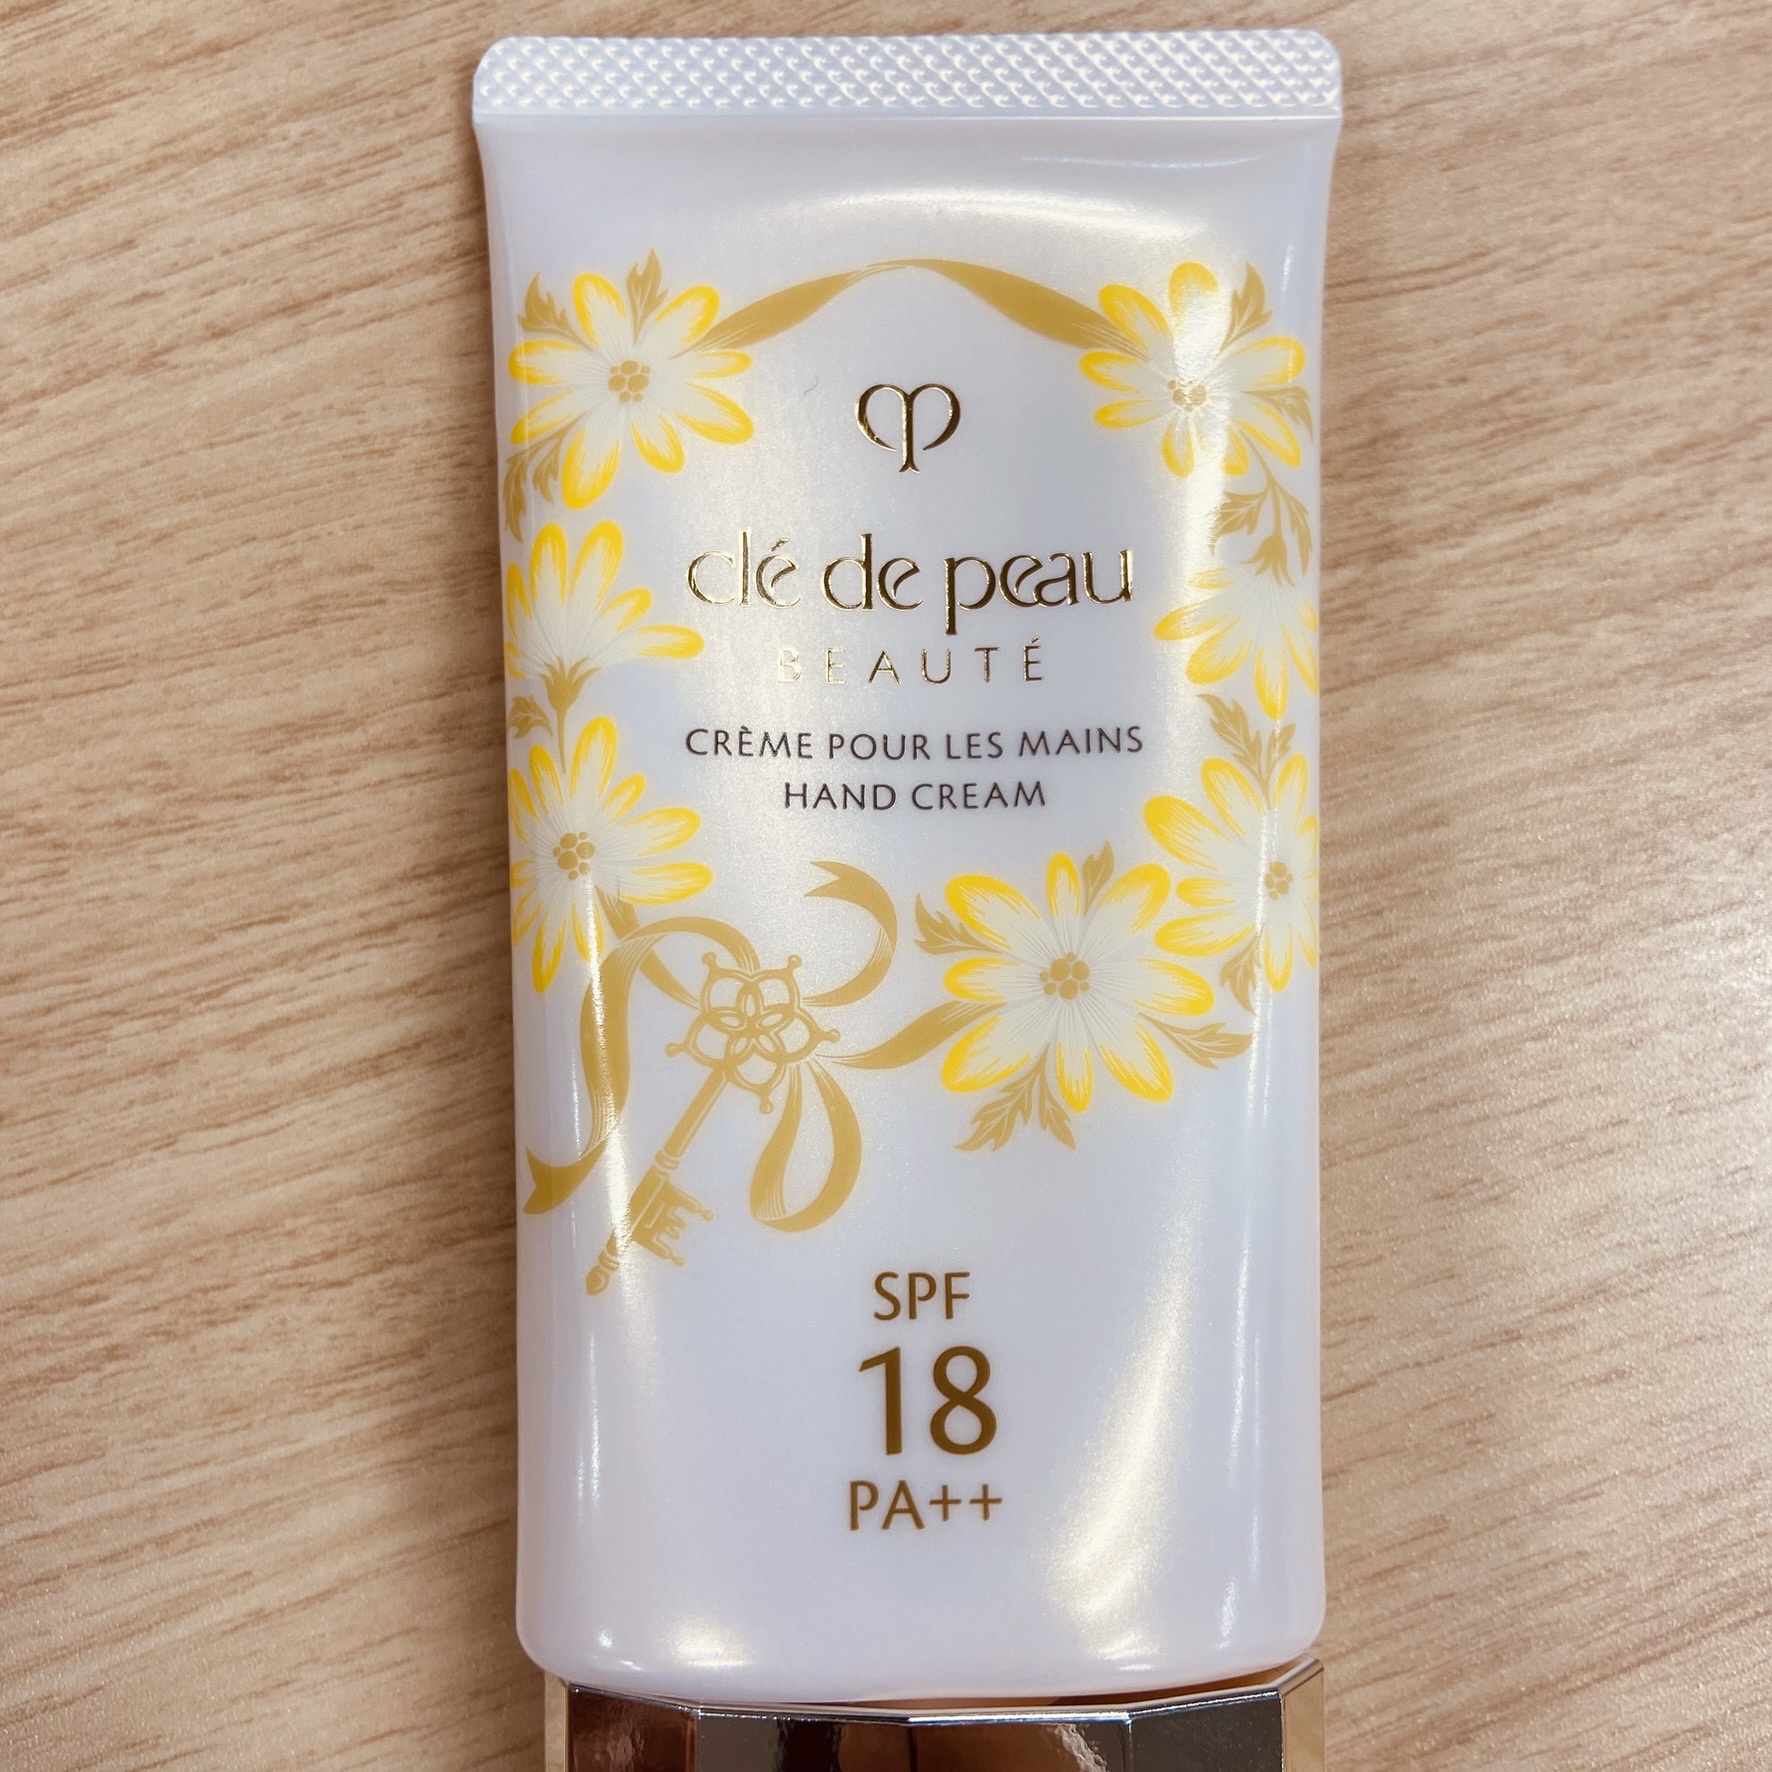 clé de peau
BEAUTÉ
CRÈME POUR LES MAINS
HAND CREAM
SPF
18
PA++